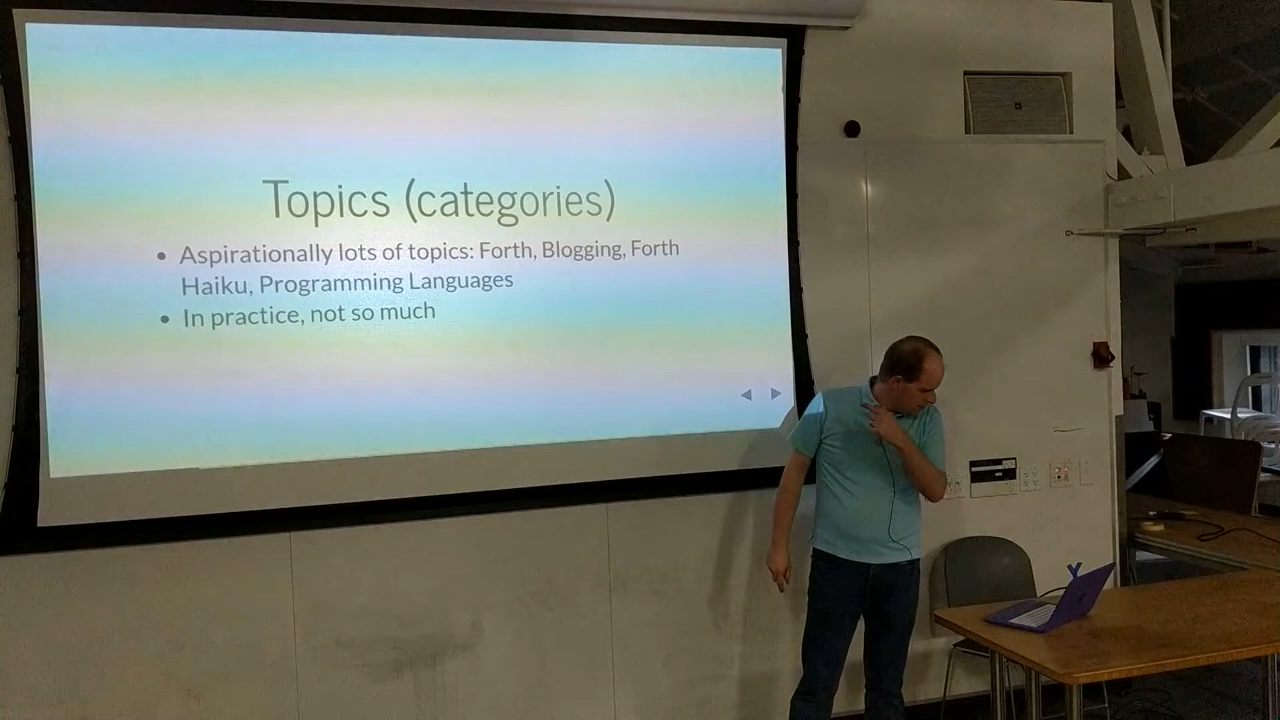 Topics (categories)
• Aspirationally lots of topics: Forth, Blogging, Forth
Haiku, Programming Languages
• In practice, not so much